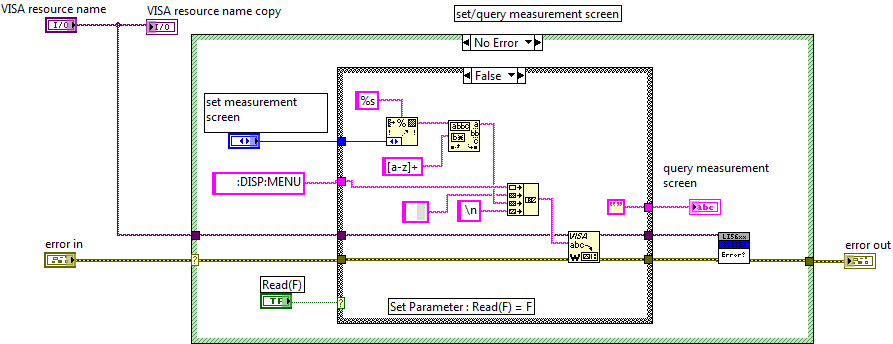 VISA resource name
I/O
VISA resource name copy
I/O
set/query measurement screen
No Error
False
%s
set measurement
screen
[a-z]+
:DISP:MENU
\n
query measurement
screen
""
abc
VISA
abc
W
LIS6xx
Error?
error in
error out
Read(F)
TF
?
?
Set Parameter : Read(F) = F